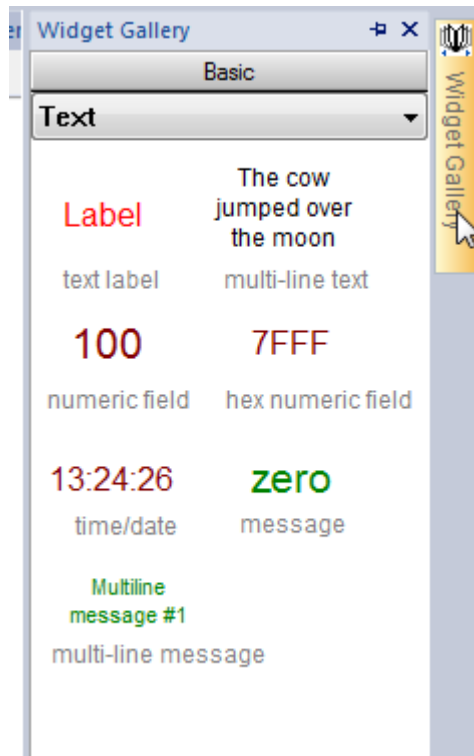 er
Widget Gallery
Basic
Text
Label
The cow
jumped over
the moon
text label
multi-line text
100
7FFF
numeric field
hex numeric field
13:24:26
zero
time/date
message
Multiline
message #1
multi-line message
Widget Gallery